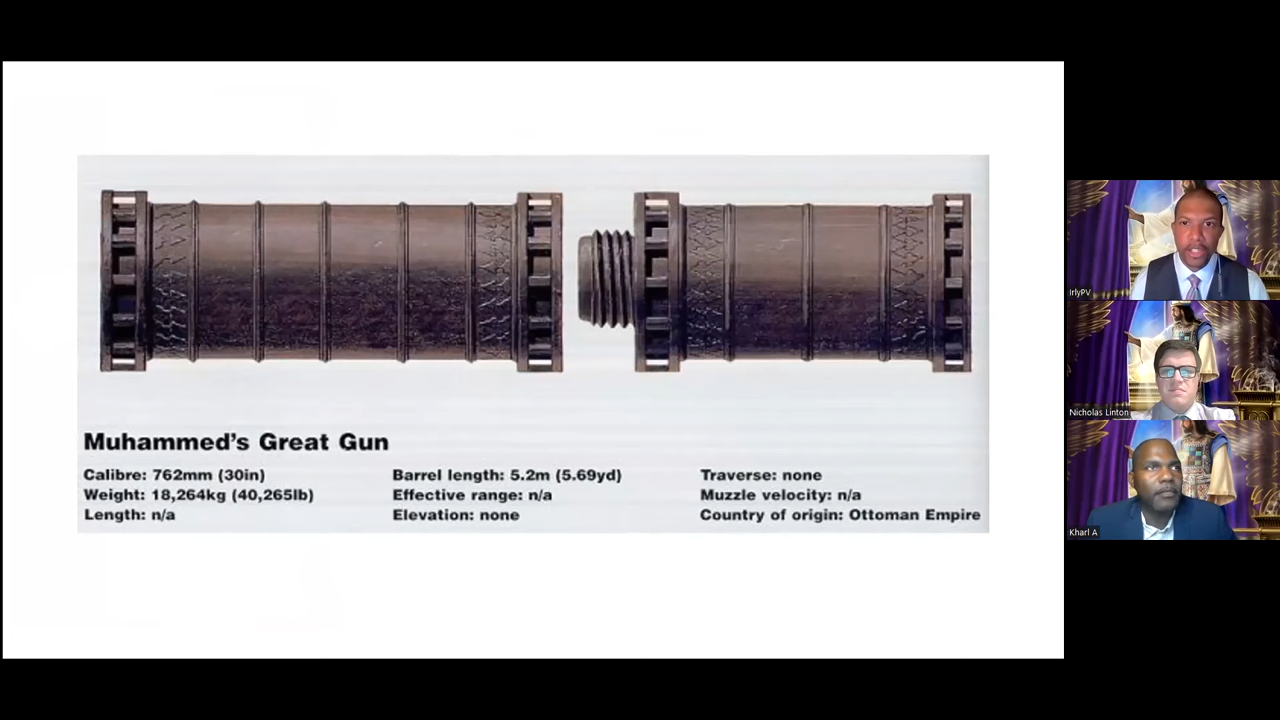 Muhammed's Great Gun
Calibre: 762mm (30in)
Weight: 18,264kg (40,265lb)
Length: n/a
Barrel length: 5.2m (5.69yd)
Effective range: n/a
Elevation: none
Traverse: none
Muzzle velocity: n/a
Country of origin: Ottoman Empire
IrlyPV
Nicholas Linton
Kharl A